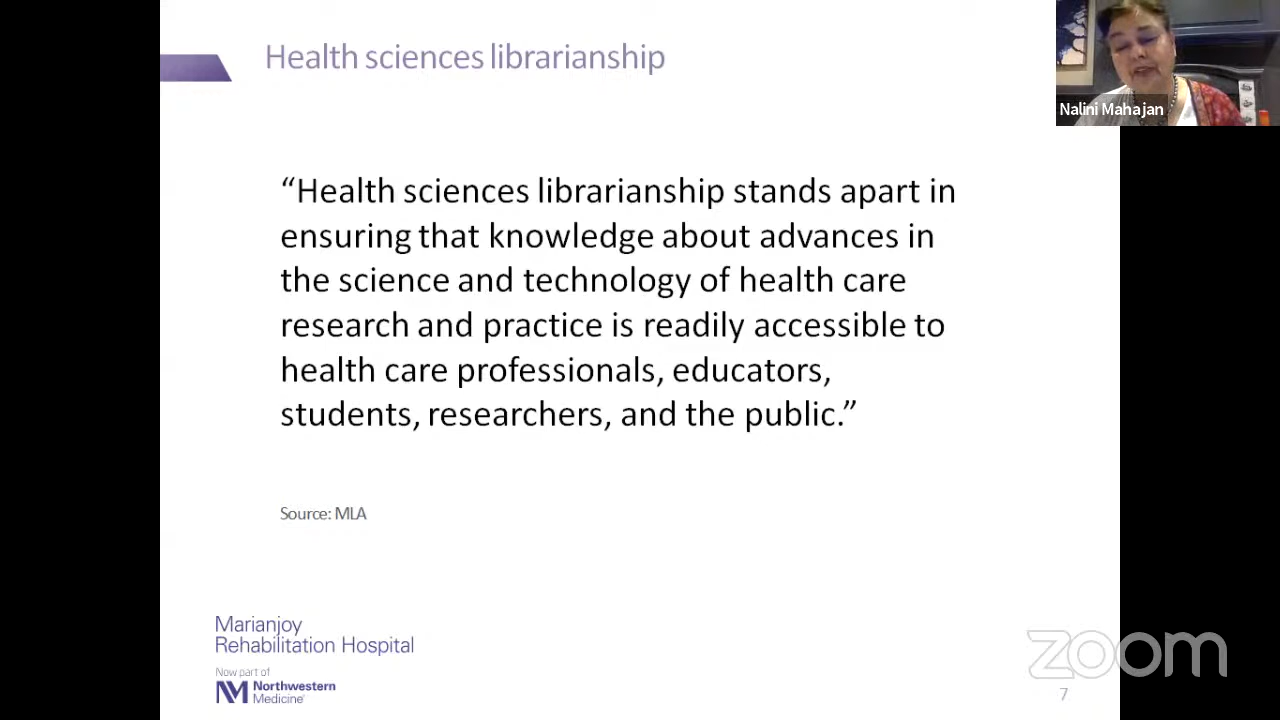 Health sciences librarianship
Nalini Mahajan
“Health sciences librarianship stands apart in
ensuring that knowledge about advances in
the science and technology of health care
research and practice is readily accessible to
health care professionals, educators,
students, researchers, and the public.”
Source: MLA
Marianjoy
Rehabilitation Hospital
Now part of
NM Northwestern
Medicine
zoom
7